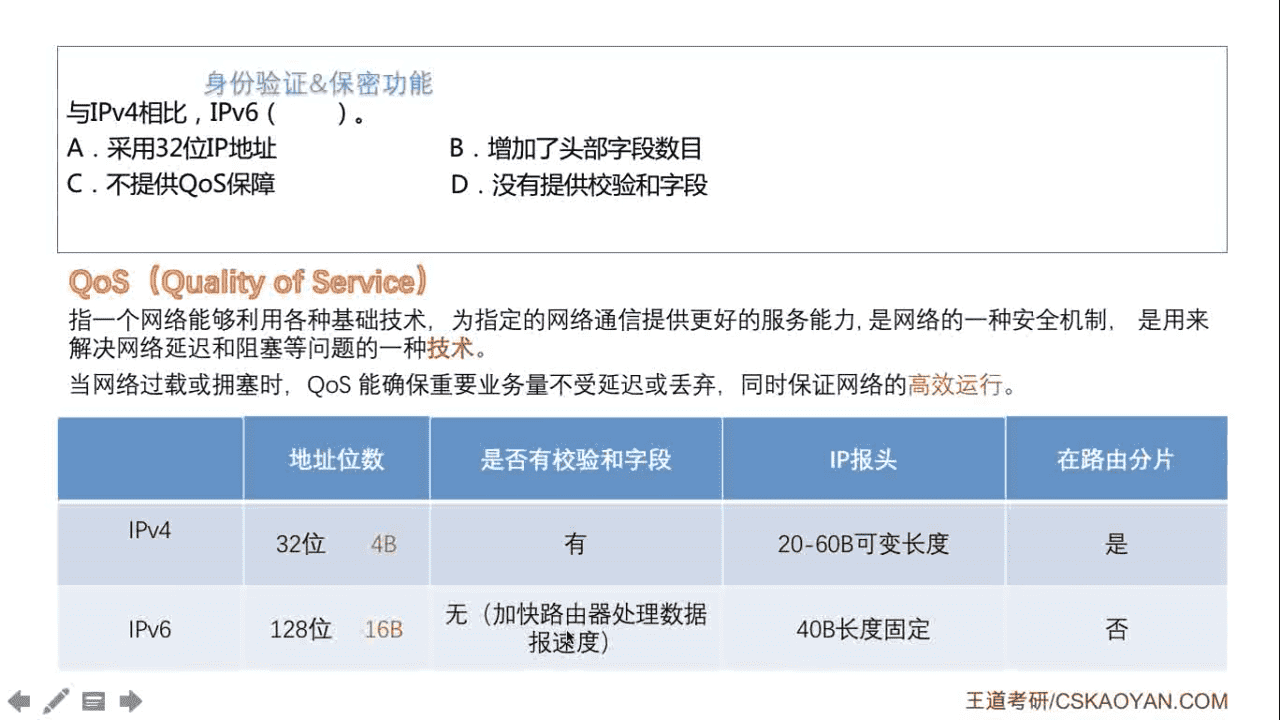 身份验证&保密功能
与IPv4相比，IPv6（　　）。
A．采用32位IP地址　B．增加了头部字段数目
C．不提供QoS保障　D．没有提供校验和字段
QoS（Quality of Service）
指一个网络能够利用各种基础技术，为指定的网络通信提供更好的服务能力, 是网络的一种安全机制， 是用来
解决网络延迟和阻塞等问题的一种技术。
当网络过载或拥塞时，QoS 能确保重要业务量不受延迟或丢弃，同时保证网络的高效运行。
地址位数　是否有校验和字段　IP报头　在路由分片
IPv4　32位　4B　有　20-60B可变长度　是
IPv6　128位　16B　无（加快路由器处理数据
报速度）　40B长度固定　否
王道考研/CSKAOYAN.COM